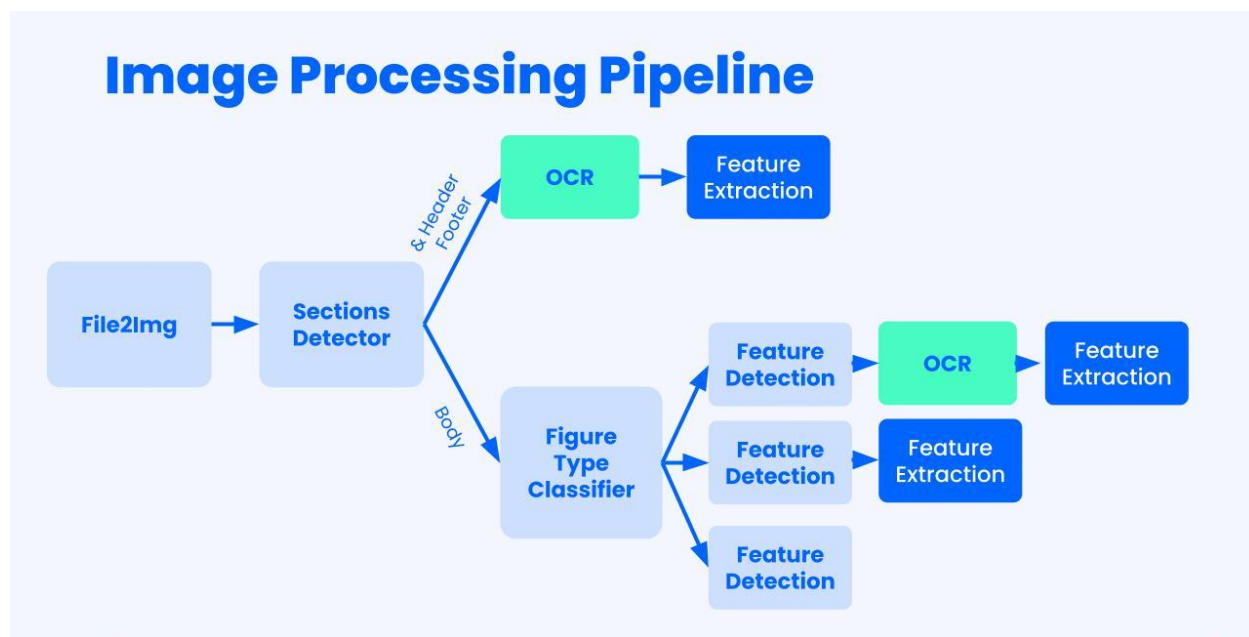 Image Processing Pipeline
OCR
Feature
Extraction
& Header
Footer
File2Img
Sections
Detector
Body
Figure
Type
Classifier
Feature
Detection
OCR
Feature
Extraction
Feature
Detection
Feature
Extraction
Feature
Detection